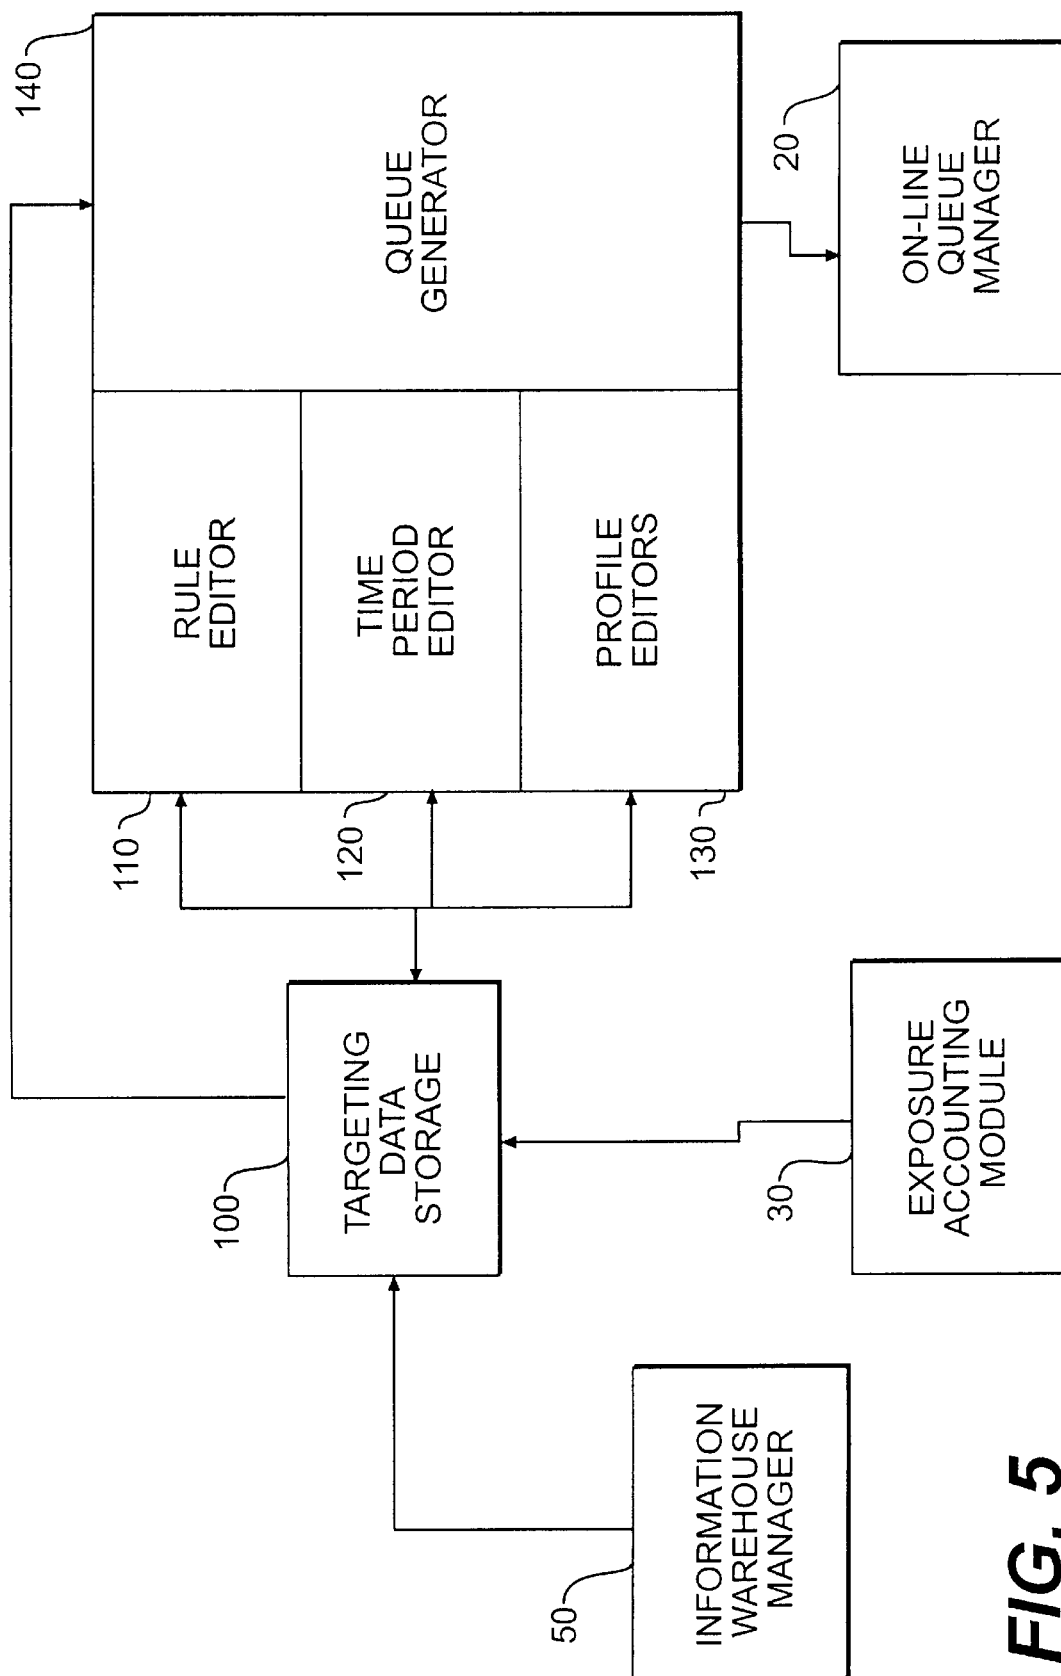 50
INFORMATION
WAREHOUSE
MANAGER
100
TARGETING
DATA
STORAGE
30
EXPOSURE
ACCOUNTING
MODULE
110
RULE
EDITOR
120
TIME
PERIOD
EDITOR
130
PROFILE
EDITORS
140
QUEUE
GENERATOR
20
ON-LINE
QUEUE
MANAGER
FIG. 5